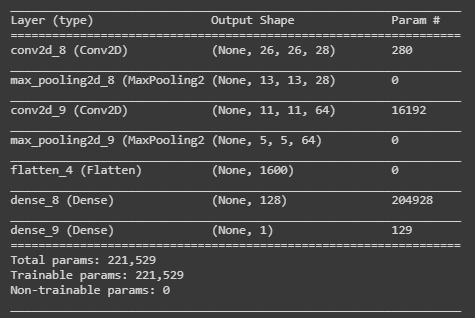 Layer (type) Output Shape Param #
conv2d_8 (Conv2D) (None, 26, 26, 28) 280
max_pooling2d_8 (MaxPooling2 (None, 13, 13, 28) 0
conv2d_9 (Conv2D) (None, 11, 11, 64) 16192
max_pooling2d_9 (MaxPooling2 (None, 5, 5, 64) 0
flatten_4 (Flatten) (None, 1600) 0
dense_8 (Dense) (None, 128) 204928
dense_9 (Dense) (None, 1) 129
Total params: 221,529
Trainable params: 221,529
Non-trainable params: 0